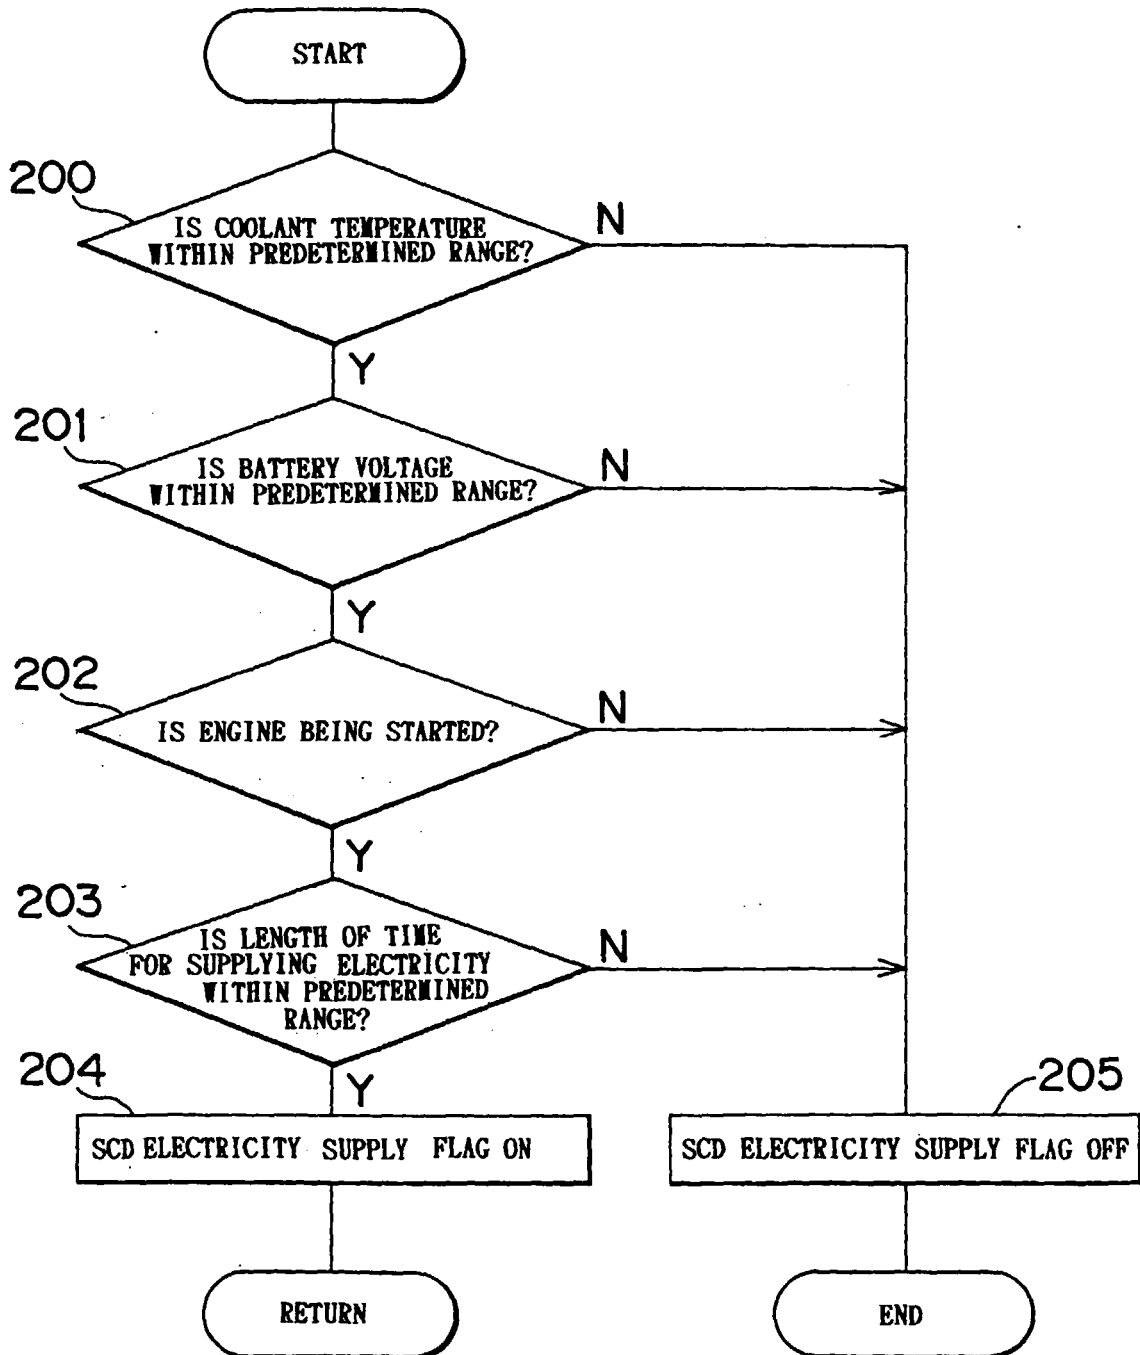 START
200
IS COOLANT TEMPERATURE
WITHIN PREDETERMINED RANGE?
N
Y
201
IS BATTERY VOLTAGE
WITHIN PREDETERMINED RANGE?
N
Y
202
IS ENGINE BEING STARTED?
N
Y
203
IS LENGTH OF TIME
FOR SUPPLYING ELECTRICITY
WITHIN PREDETERMINED
RANGE?
N
Y
204
SCD ELECTRICITY SUPPLY FLAG ON
205
SCD ELECTRICITY SUPPLY FLAG OFF
RETURN
END